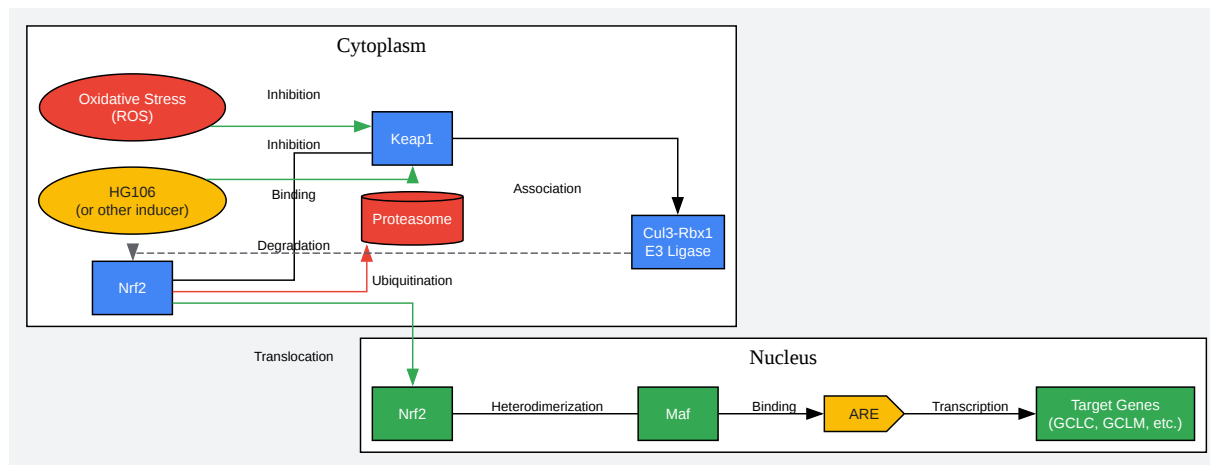 Cytoplasm
Oxidative Stress
(ROS)
Inhibition
Keap1
Inhibition
HG106
(or other inducer)
Binding
Association
Proteasome
Cul3-Rbx1
E3 Ligase
Degradation
Nrf2
Ubiquitination
Translocation
Nucleus
Nrf2
Heterodimerization
Maf
Binding
ARE
Transcription
Target Genes
(GCLC, GCLM, etc.)